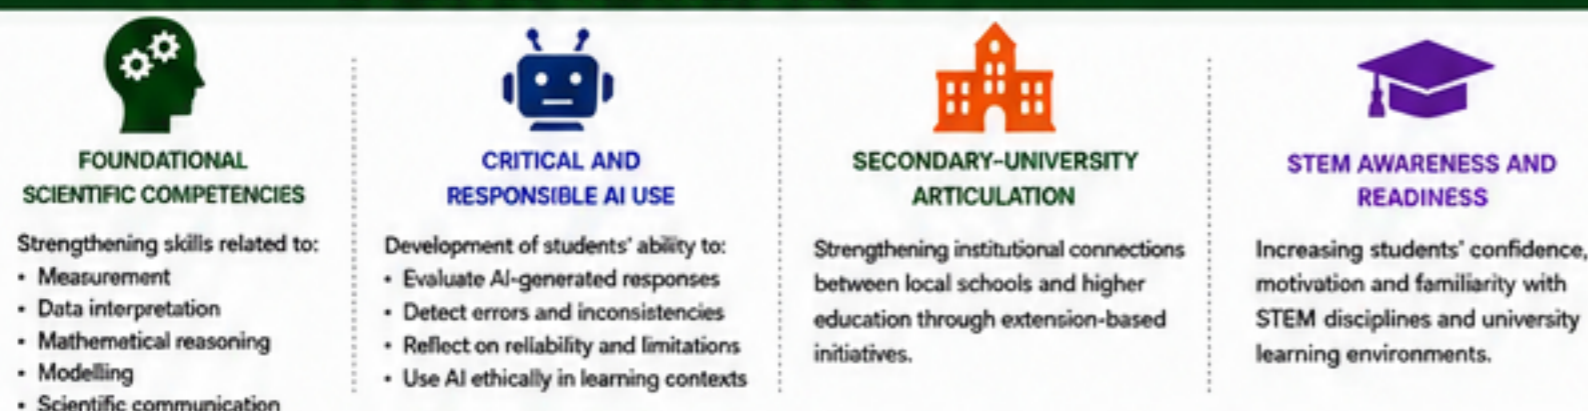 FOUNDATIONAL
SCIENTIFIC COMPETENCIES
Strengthening skills related to:
• Measurement
• Data interpretation
• Mathematical reasoning
• Modelling
• Scientific communication
CRITICAL AND
RESPONSIBLE AI USE
Development of students' ability to:
• Evaluate AI-generated responses
• Detect errors and inconsistencies
• Reflect on reliability and limitations
• Use AI ethically in learning contexts
SECONDARY-UNIVERSITY
ARTICULATION
Strengthening institutional connections
between local schools and higher
education through extension-based
initiatives.
STEM AWARENESS AND
READINESS
Increasing students' confidence,
motivation and familiarity with
STEM disciplines and university
learning environments.